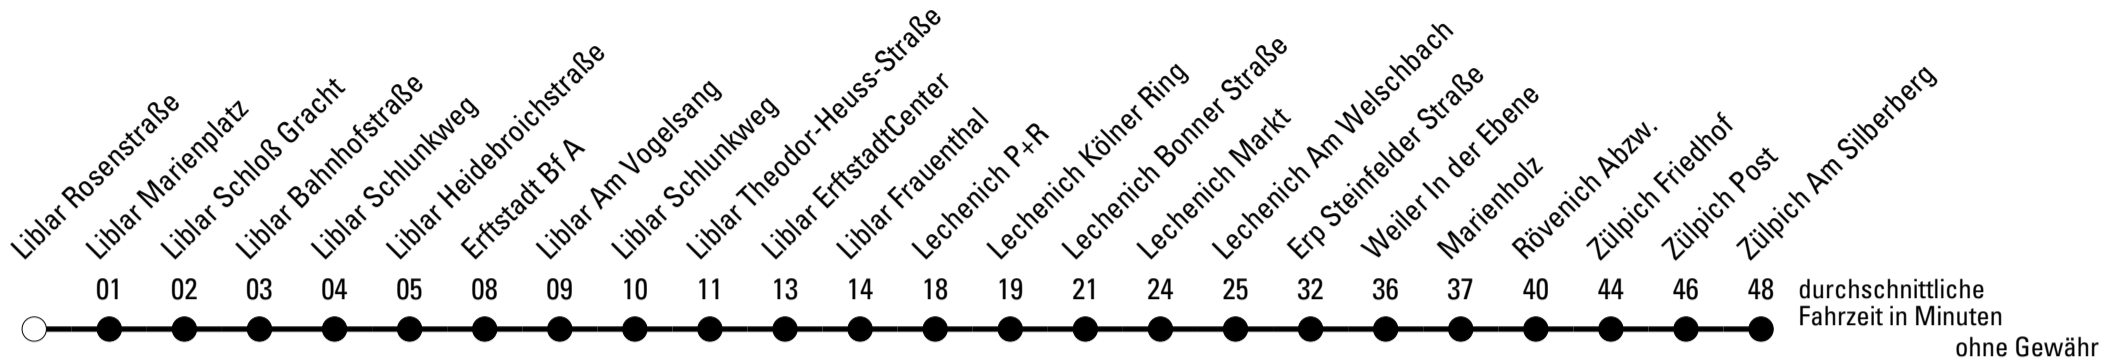 Liblar Rosenstraße
Liblar Marienplatz
Liblar Schloß Gracht
Liblar Bahnhofstraße
Liblar Schlunkweg
Liblar Heidebroichstraße
Erftstadt Bf A
Liblar Am Vogelsang
Liblar Schlunkweg
Liblar Theodor-Heuss-Straße
Liblar ErftstadtCenter
Liblar Frauenthal
Lechenich P+R
Lechenich Kölner Ring
Lechenich Bonner Straße
Lechenich Markt
Lechenich Am Welschbach
Erp Steinfelder Straße
Weiler In der Ebene
Marienholz
Rövenich Abzw.
Zülpich Friedhof
Zülpich Post
Zülpich Am Silberberg
01 02 03 04 05 08 09 10 11 13 14 18 19 21 24 25 32 36 37 40 44 46 48 durchschnittliche
Fahrzeit in Minuten
ohne Gewähr